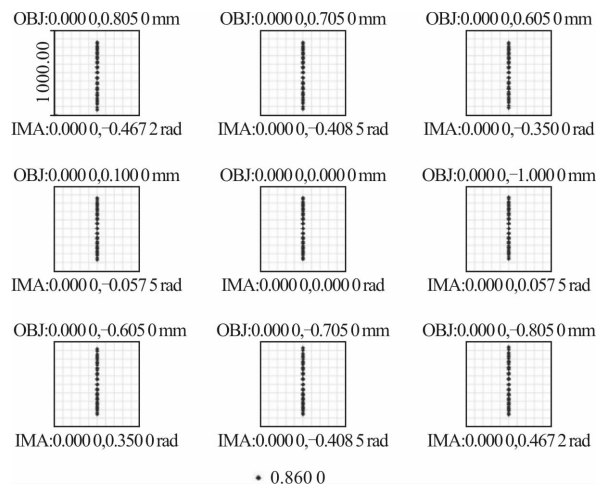 OBJ:0.000 0,0.805 0 mm
OBJ:0.000 0,0.705 0 mm
OBJ:0.000 0,0.605 0 mm
1000.00
IMA:0.000 0,-0.467 2 rad
IMA:0.000 0,-0.408 5 rad
IMA:0.000 0,-0.350 0 rad
OBJ:0.000 0,0.100 0 mm
OBJ:0.000 0,0.000 0 mm
OBJ:0.000 0,-1.000 0 mm
IMA:0.000 0,-0.057 5 rad
IMA:0.000 0,0.000 0 rad
IMA:0.000 0,0.057 5 rad
OBJ:0.000 0,-0.605 0 mm
OBJ:0.000 0,-0.705 0 mm
OBJ:0.000 0,-0.805 0 mm
IMA:0.000 0,0.350 0 rad
IMA:0.000 0,-0.408 5 rad
IMA:0.000 0,0.467 2 rad
0.860 0